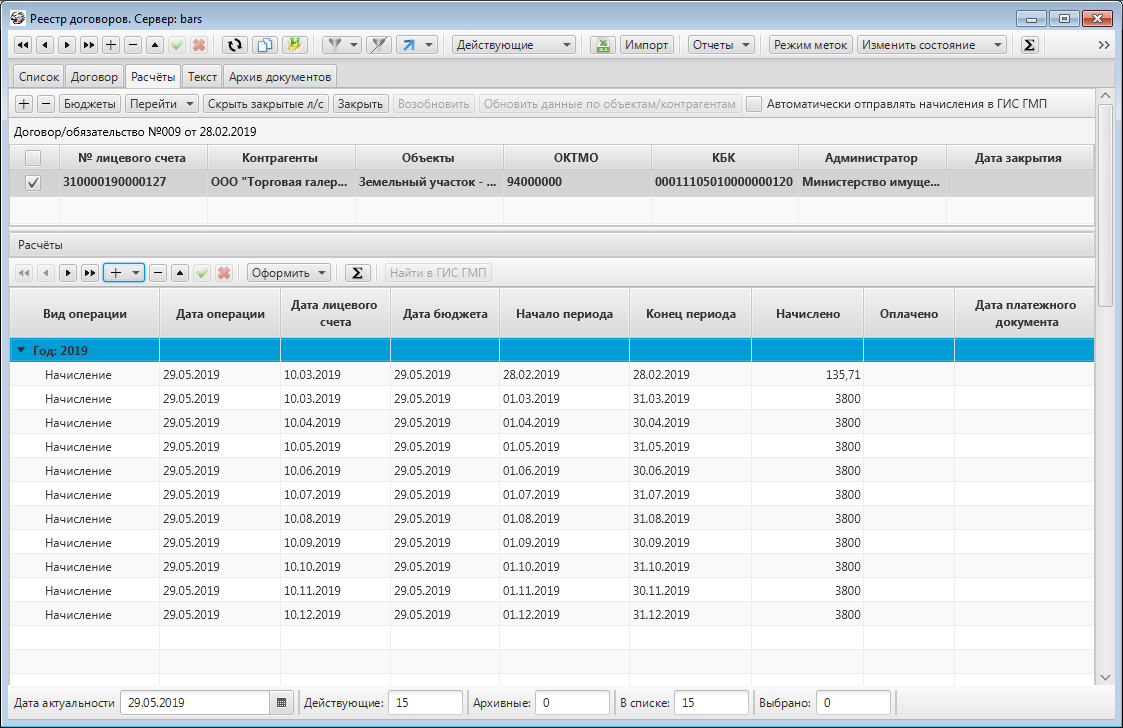 Реестр договоров. Сервер: bars
Действующие Импорт Отчеты Режим меток Изменить состояние Σ
Список Договор Расчёты Текст Архив документов
Бюджеты Перейти Скрыть закрытые л/с Закрыть Возобновить Обновить данные по объектам/контрагентам Автоматически отправлять начисления в ГИС ГМП
Договор/обязательство №009 от 28.02.2019
№ лицевого счета Контрагенты Объекты ОКТМО КБК Администратор Дата закрытия
310000190000127 ООО "Торговая галер... Земельный участок - ... 94000000 00011105010000000120 Министерство имуще...
Расчёты
Оформить Σ Найти в ГИС ГМП
Вид операции Дата операции Дата лицевого счета Дата бюджета Начало периода Конец периода Начислено Оплачено Дата платежного документа
Год: 2019
Начисление 29.05.2019 10.03.2019 29.05.2019 28.02.2019 28.02.2019 135,71
Начисление 29.05.2019 10.03.2019 29.05.2019 01.03.2019 31.03.2019 3800
Начисление 29.05.2019 10.04.2019 29.05.2019 01.04.2019 30.04.2019 3800
Начисление 29.05.2019 10.05.2019 29.05.2019 01.05.2019 31.05.2019 3800
Начисление 29.05.2019 10.06.2019 29.05.2019 01.06.2019 30.06.2019 3800
Начисление 29.05.2019 10.07.2019 29.05.2019 01.07.2019 31.07.2019 3800
Начисление 29.05.2019 10.08.2019 29.05.2019 01.08.2019 31.08.2019 3800
Начисление 29.05.2019 10.09.2019 29.05.2019 01.09.2019 30.09.2019 3800
Начисление 29.05.2019 10.10.2019 29.05.2019 01.10.2019 31.10.2019 3800
Начисление 29.05.2019 10.11.2019 29.05.2019 01.11.2019 30.11.2019 3800
Начисление 29.05.2019 10.12.2019 29.05.2019 01.12.2019 31.12.2019 3800
Дата актуальности 29.05.2019 Действующие: 15 Архивные: 0 В списке: 15 Выбрано: 0